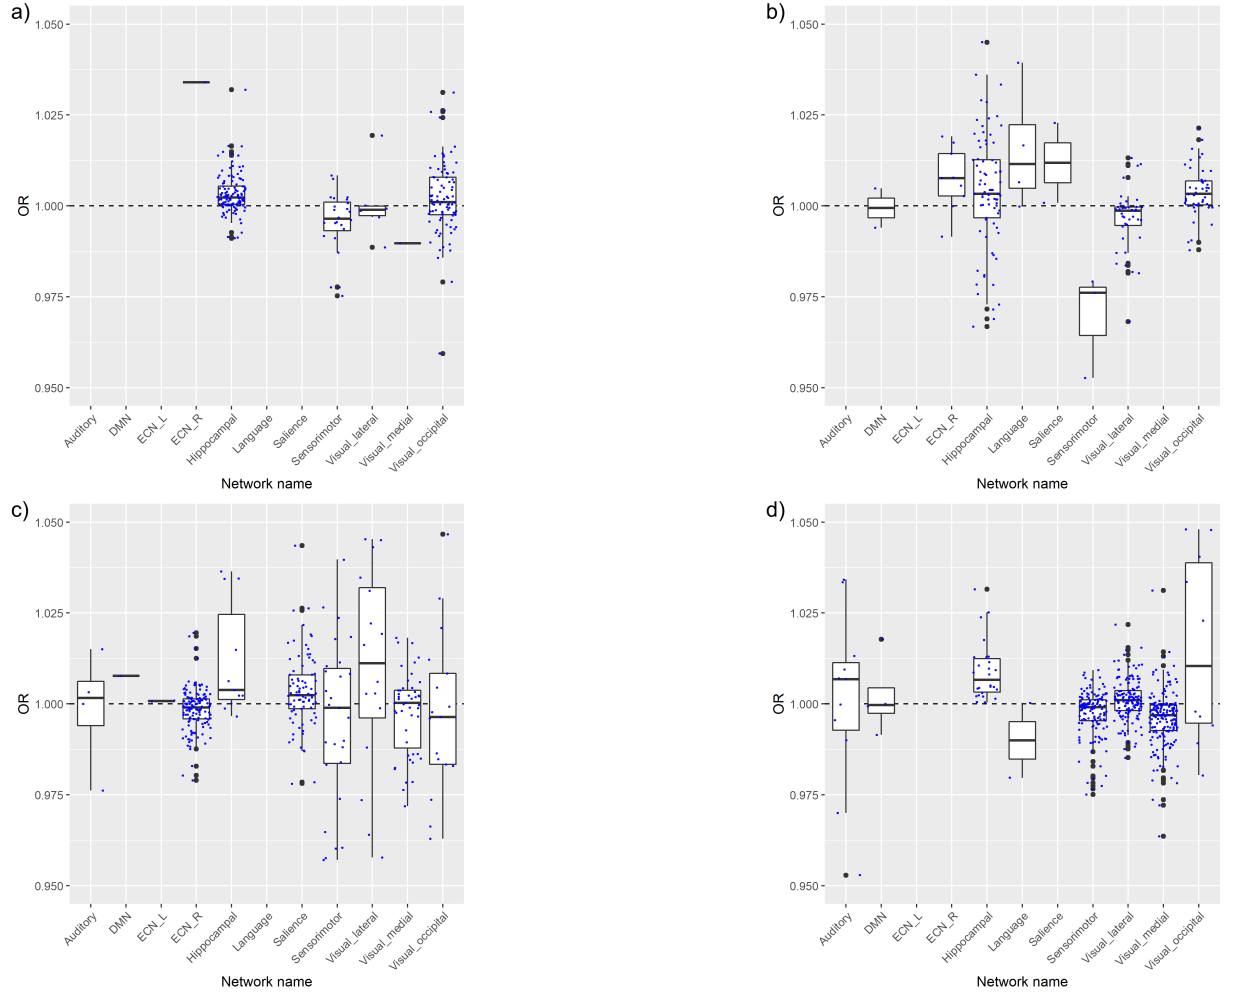 a)
1.050
1.025
1.000
0.975
0.950
OR
Auditory
DMN
ECN_L
ECN_R
Hippocampal
Language
Salience
Sensorimotor
Visual_lateral
Visual_medial
Visual_occipital
Network name
b)
1.050
1.025
1.000
0.975
0.950
OR
Auditory
DMN
ECN_L
ECN_R
Hippocampal
Language
Salience
Sensorimotor
Visual_lateral
Visual_medial
Visual_occipital
Network name
c)
1.050
1.025
1.000
0.975
0.950
OR
Auditory
DMN
ECN_L
ECN_R
Hippocampal
Language
Salience
Sensorimotor
Visual_lateral
Visual_medial
Visual_occipital
Network name
d)
1.050
1.025
1.000
0.975
0.950
OR
Auditory
DMN
ECN_L
ECN_R
Hippocampal
Language
Salience
Sensorimotor
Visual_lateral
Visual_medial
Visual_occipital
Network name